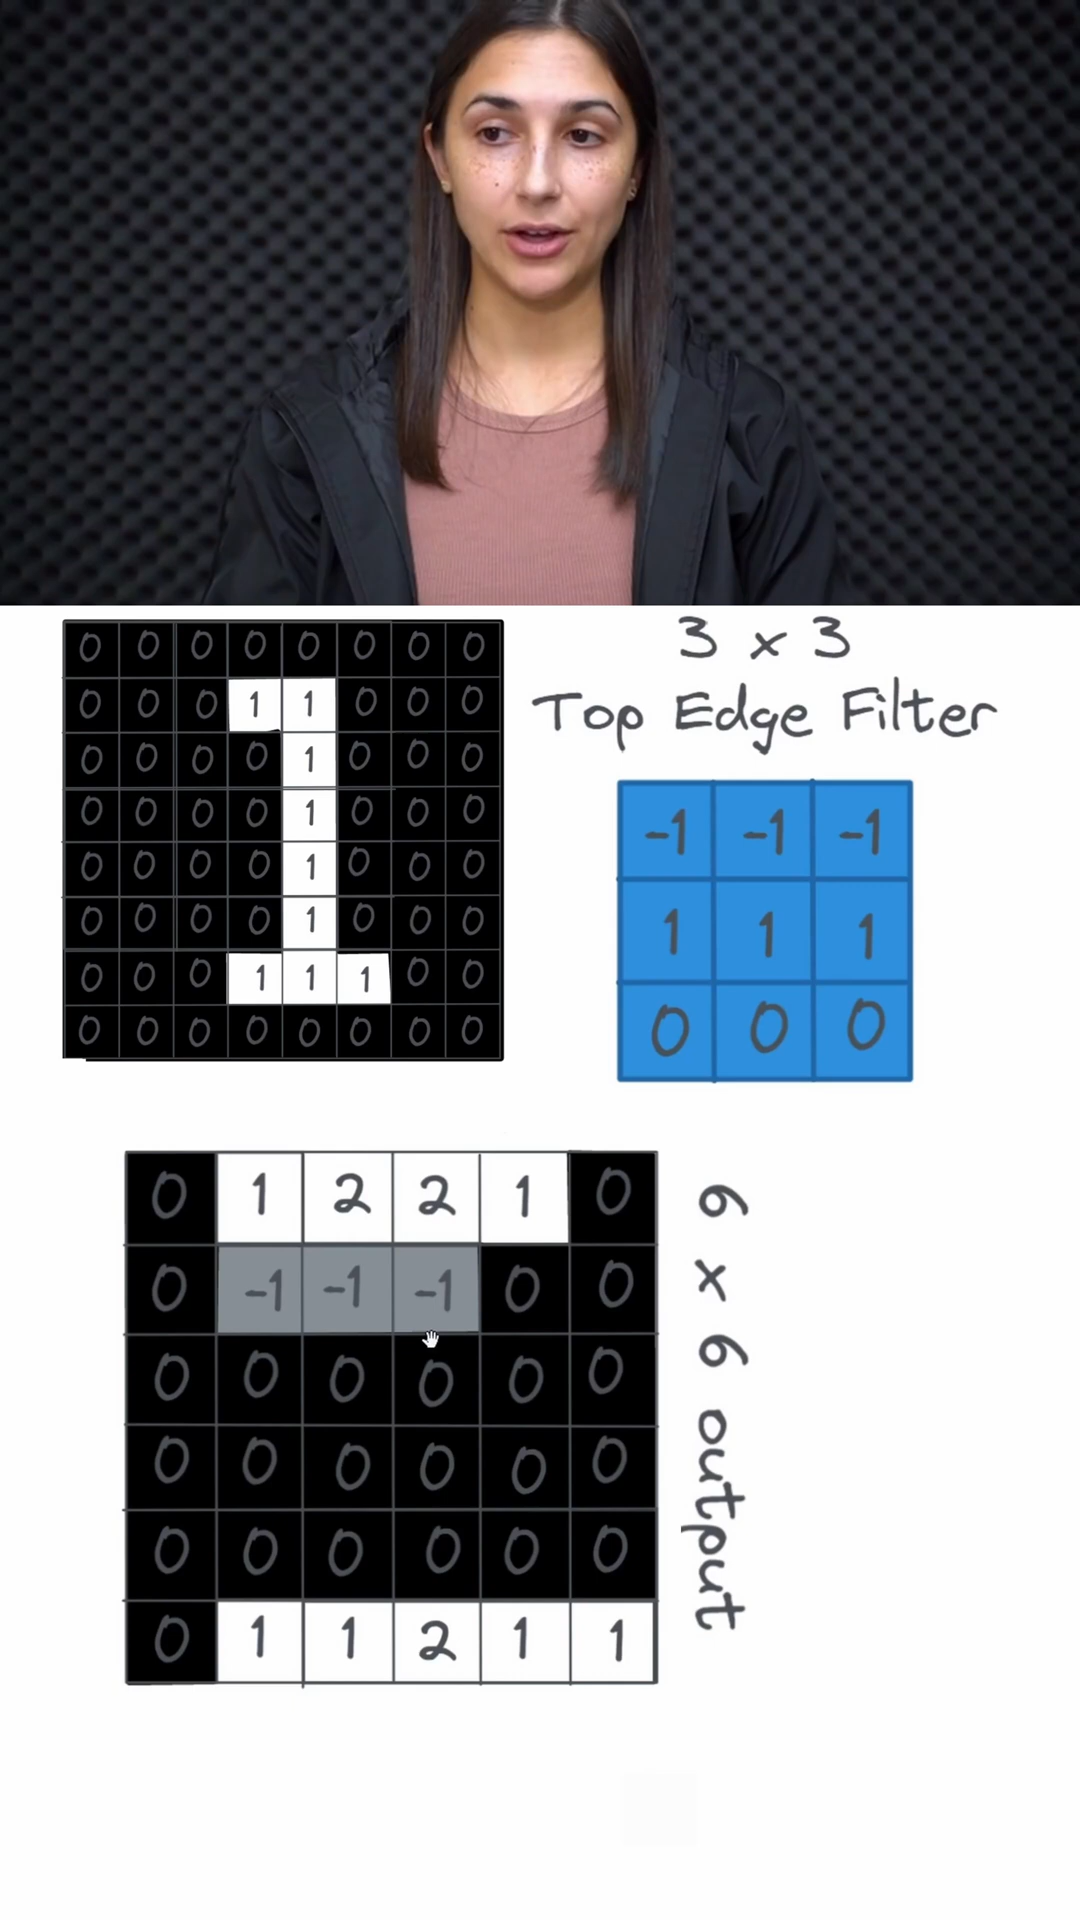 0 0 0 0 0 0 0 0
0 0 0 1 1 0 0 0
0 0 0 0 1 0 0 0
0 0 0 0 1 0 0 0
0 0 0 0 1 0 0 0
0 0 0 0 1 0 0 0
0 0 0 1 1 1 0 0
0 0 0 0 0 0 0 0
3 x 3
Top Edge Filter
-1 -1 -1
1 1 1
0 0 0
0 1 2 2 1 0
0 -1 -1 -1 0 0
0 0 0 0 0 0
0 0 0 0 0 0
0 0 0 0 0 0
0 1 1 2 1 1
6 x 6 output